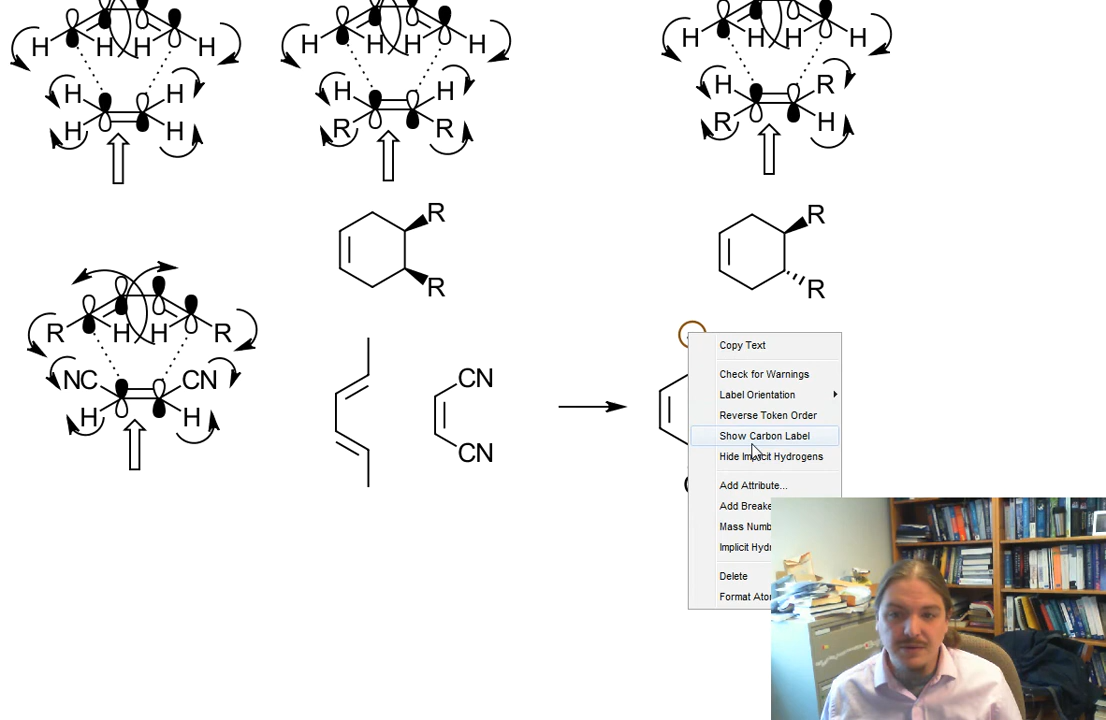 H H H H
H H H H
H H R
H H
H H H H
H H R H
R R R H
R R
R R
R H H R
NC CN
H H
CN
CN
Copy Text
Check for Warnings
Label Orientation
Reverse Token Order
Show Carbon Label
Hide Implicit Hydrogens
Add Attribute...
Delete